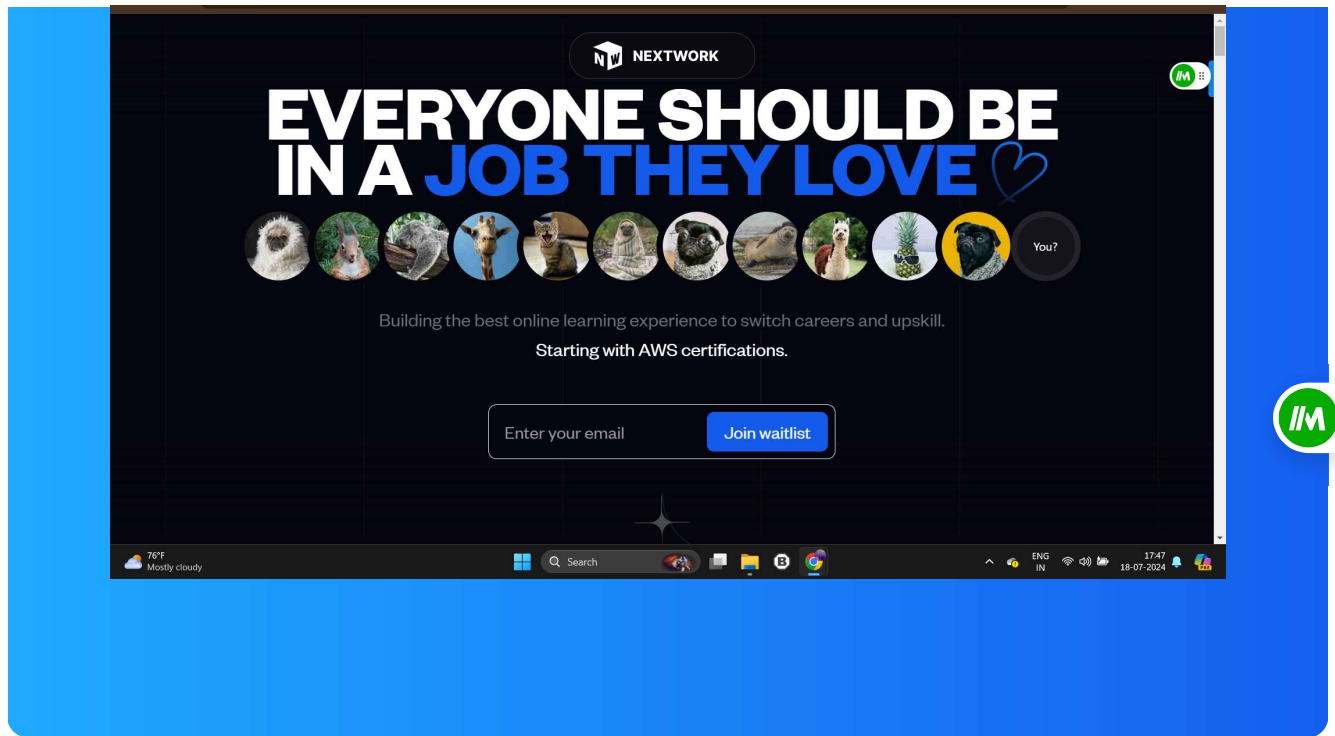 NW NEXTWORK
EVERYONE SHOULD BE
IN A JOB THEY LOVE
You?
Building the best online learning experience to switch careers and upskill.
Starting with AWS certifications.
Enter your email
Join waitlist
76°F
Mostly cloudy
Search
ENG
IN
17:47
18-07-2024